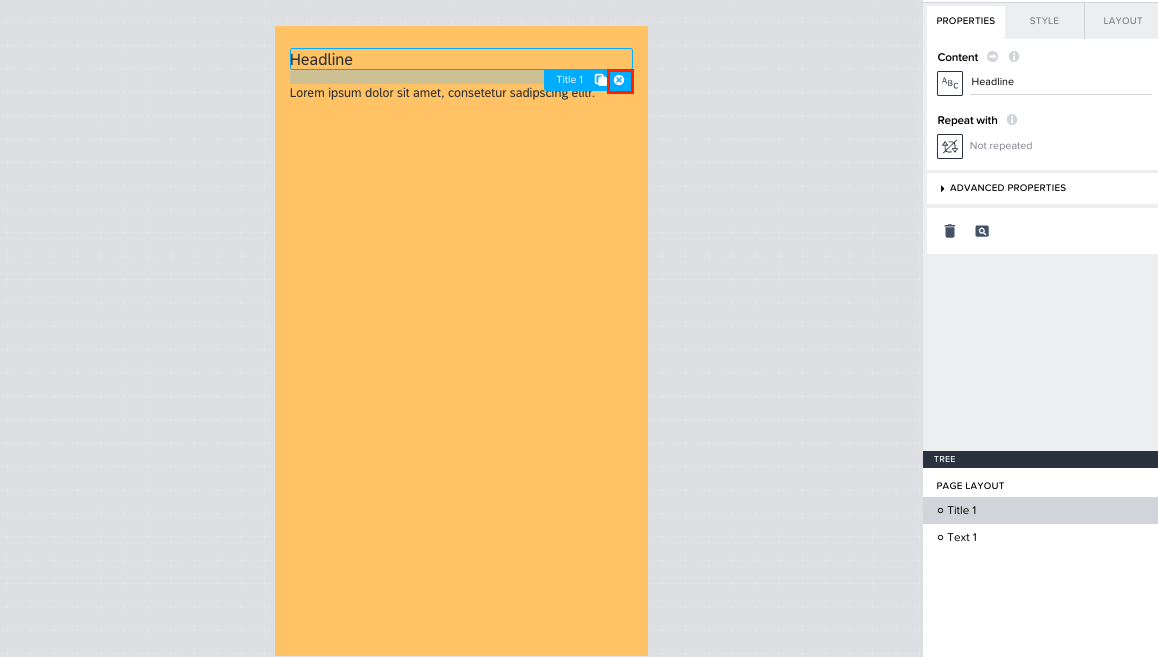 PROPERTIES STYLE LAYOUT
Headline
Title 1
Lorem ipsum dolor sit amet, consetetur sadipscing elitr.
Content
ABC Headline
Repeat with
Not repeated
ADVANCED PROPERTIES
TREE
PAGE LAYOUT
Title 1
Text 1